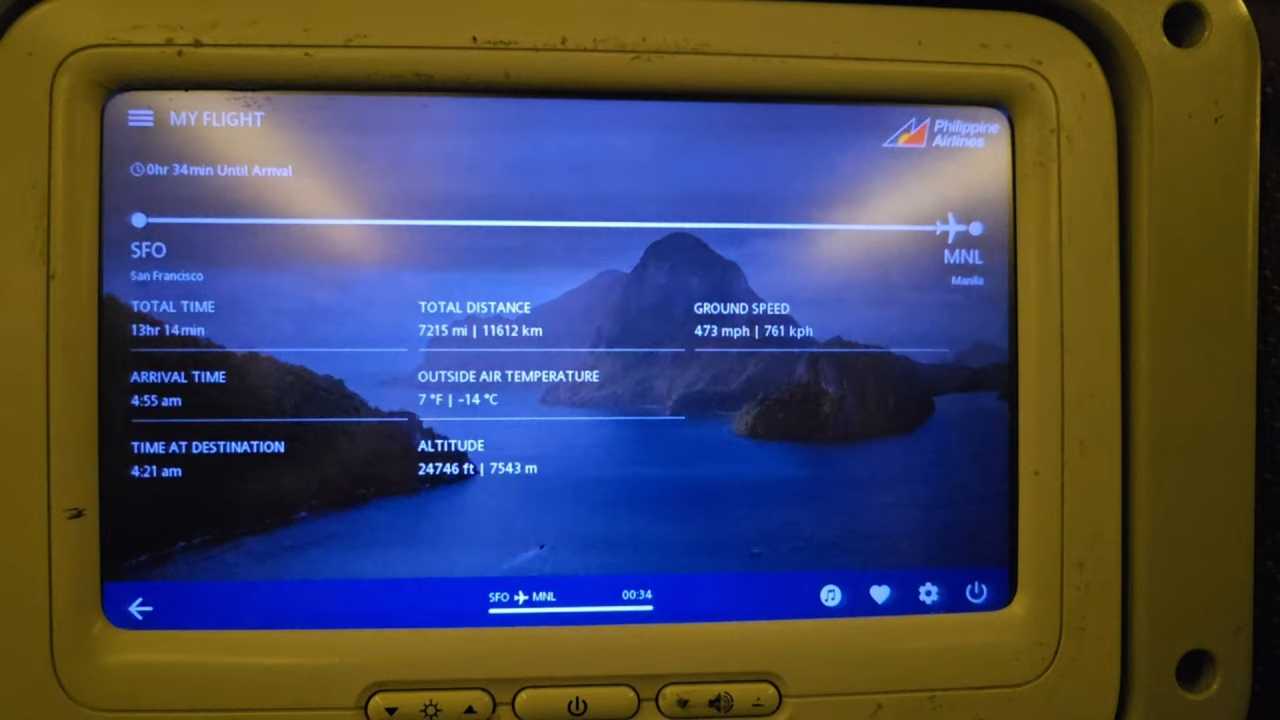 MY FLIGHT
Philippine
Airlines
0hr 34min Until Arrival
SFO
San Francisco
MNL
Manila
TOTAL TIME
13hr 14min
TOTAL DISTANCE
7215 mi | 11612 km
GROUND SPEED
473 mph | 761 kph
ARRIVAL TIME
4:55 am
OUTSIDE AIR TEMPERATURE
7 °F | -14 °C
TIME AT DESTINATION
4:21 am
ALTITUDE
24746 ft | 7543 m
SFO MNL 00:34